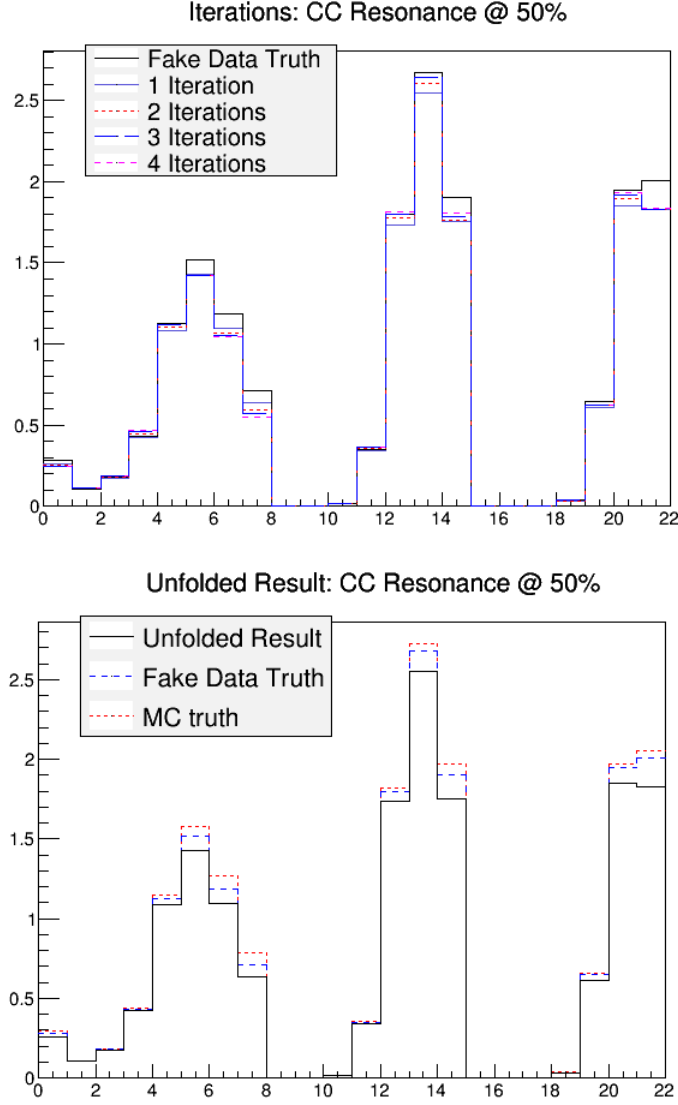 Iterations: CC Resonance @ 50%
Fake Data Truth
1 Iteration
2 Iterations
3 Iterations
4 Iterations
2.5
2
1.5
1
0.5
0
0 2 4 6 8 10 12 14 16 18 20 22
Unfolded Result: CC Resonance @ 50%
Unfolded Result
Fake Data Truth
MC truth
2.5
2
1.5
1
0.5
0
0 2 4 6 8 10 12 14 16 18 20 22